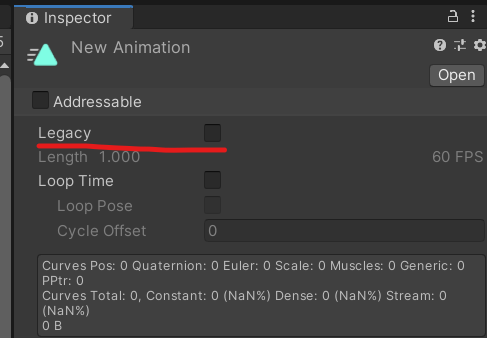 Inspector
5
New Animation
Open
Addressable
Legacy
Length 1.000 60 FPS
Loop Time
Loop Pose
Cycle Offset 0
Curves Pos: 0 Quaternion: 0 Euler: 0 Scale: 0 Muscles: 0 Generic: 0
PPtr: 0
Curves Total: 0, Constant: 0 (NaN%) Dense: 0 (NaN%) Stream: 0
(NaN%)
0 B